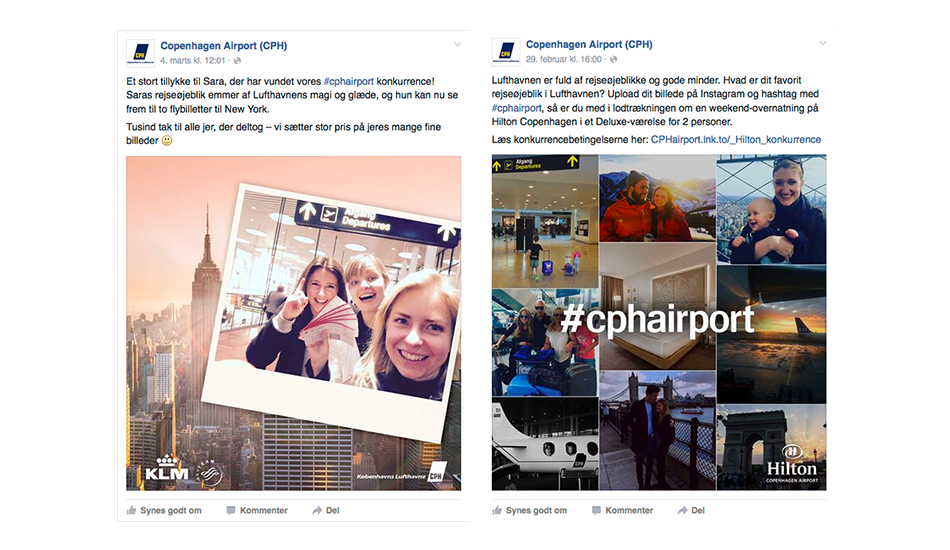 Copenhagen Airport (CPH)
4. marts kl. 12:01 ·
Et stort tillykke til Sara, der har vundet vores #cphairport konkurrence!
Saras rejseøjeblik emmer af Lufthavnens magi og glæde, og hun kan nu se
frem til to flybilletter til New York.
Tusind tak til alle jer, der deltog – vi sætter stor pris på jeres mange fine
billeder
Afgang
Departures
KLM
Københavns Lufthavne
CPH
Synes godt om
Kommenter
Del
Copenhagen Airport (CPH)
29. februar kl. 16:00 ·
Lufthavnen er fuld af rejseøjeblikke og gode minder. Hvad er dit favorit
rejseøjeblik i Lufthavnen? Upload dit billede på Instagram og hashtag med
#cphairport, så er du med i lodtrækningen om en weekend-overnatning på
Hilton Copenhagen i et Deluxe-værelse for 2 personer.
Læs konkurrencebetingelserne her: CPHairport.lnk.to/_Hilton_konkurrence
Afgang
Departures
#cphairport
CPH
Hilton
COPENHAGEN AIRPORT
Synes godt om
Kommenter
Del